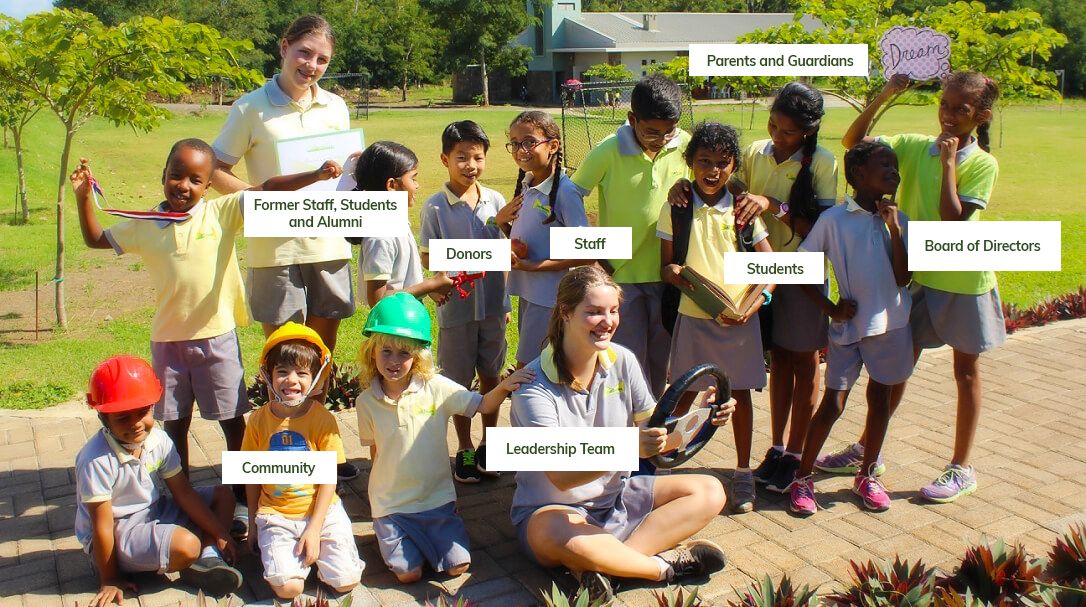 Dream
Parents and Guardians
Former Staff, Students
and Alumni
Donors
Staff
Students
Board of Directors
Leadership Team
Community